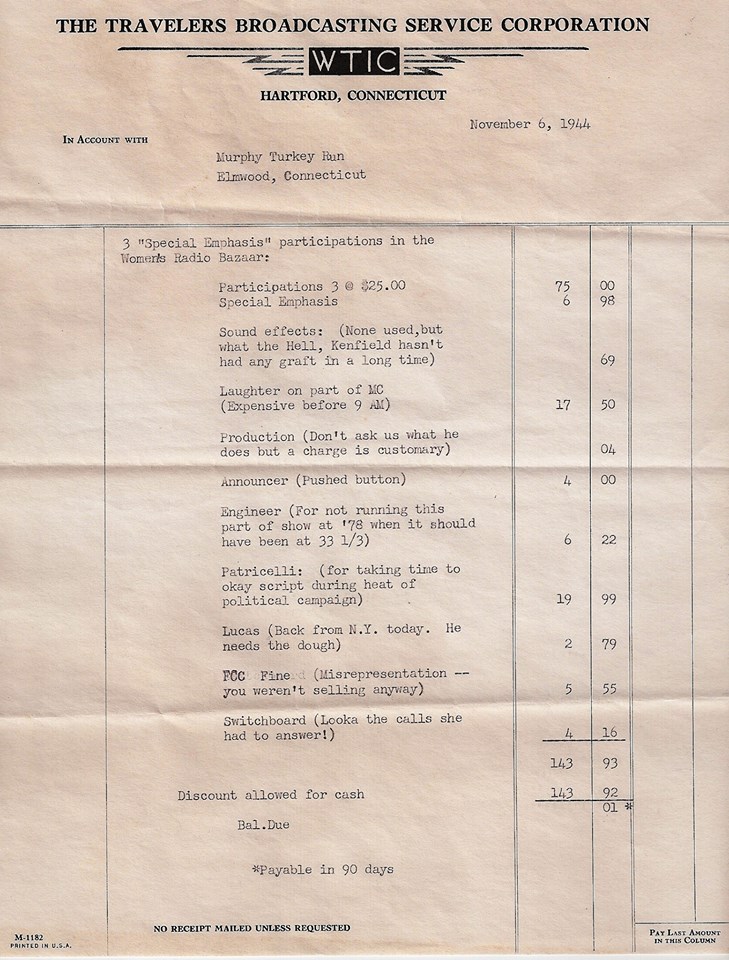 THE TRAVELERS BROADCASTING SERVICE CORPORATION
WTIC
HARTFORD, CONNECTICUT
November 6, 1944
IN ACCOUNT WITH
Murphy Turkey Run
Elmwood, Connecticut
3 "Special Emphasis" participations in the
Women's Radio Bazaar:
Participations 3 @ $25.00 75 00
Special Emphasis 6 98
Sound effects: (None used,but
what the Hell, Kenfield hasn't
had any graft in a long time) 69
Laughter on part of MC
(Expensive before 9 AM) 17 50
Production (Don't ask us what he
does but a charge is customary) 04
Announcer (Pushed button) 4 00
Engineer (For not running this
part of show at '78 when it should
have been at 33 1/3) 6 22
Patricelli: (for taking time to
okay script during heat of
political campaign) 19 99
Lucas (Back from N.Y. today. He
needs the dough) 2 79
FCC Fine (Misrepresentation --
you weren't selling anyway) 5 55
Switchboard (Looka the calls she
had to answer!) 4 16
143 93
Discount allowed for cash 143 92
01 *
Bal.Due
*Payable in 90 days
NO RECEIPT MAILED UNLESS REQUESTED
M-1182
PRINTED IN U.S.A.
PAY LAST AMOUNT
IN THIS COLUMN